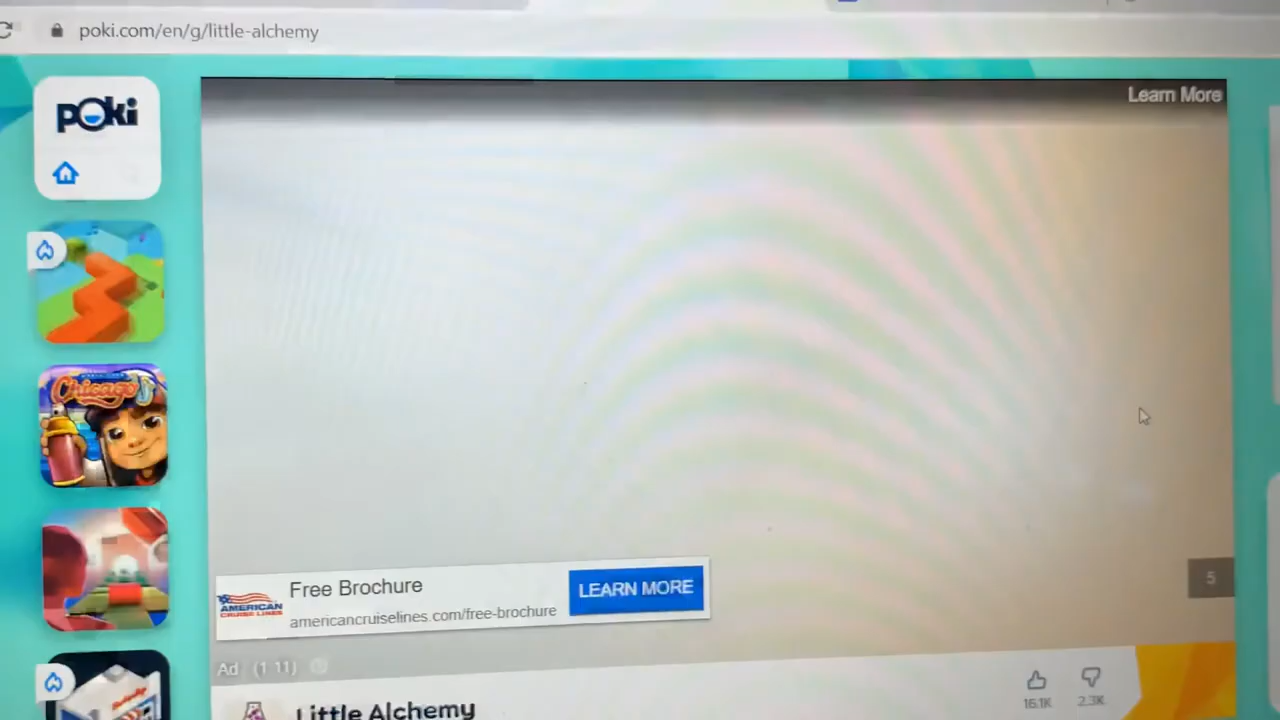 poki.com/en/g/little-alchemy
poki
Learn More
Chicago
Free Brochure
LEARN MORE
AMERICAN
CRUISE LINES
americancruiselines.com/free-brochure
5
Ad (1 11)
Little Alchemy
16.1K
2.3K